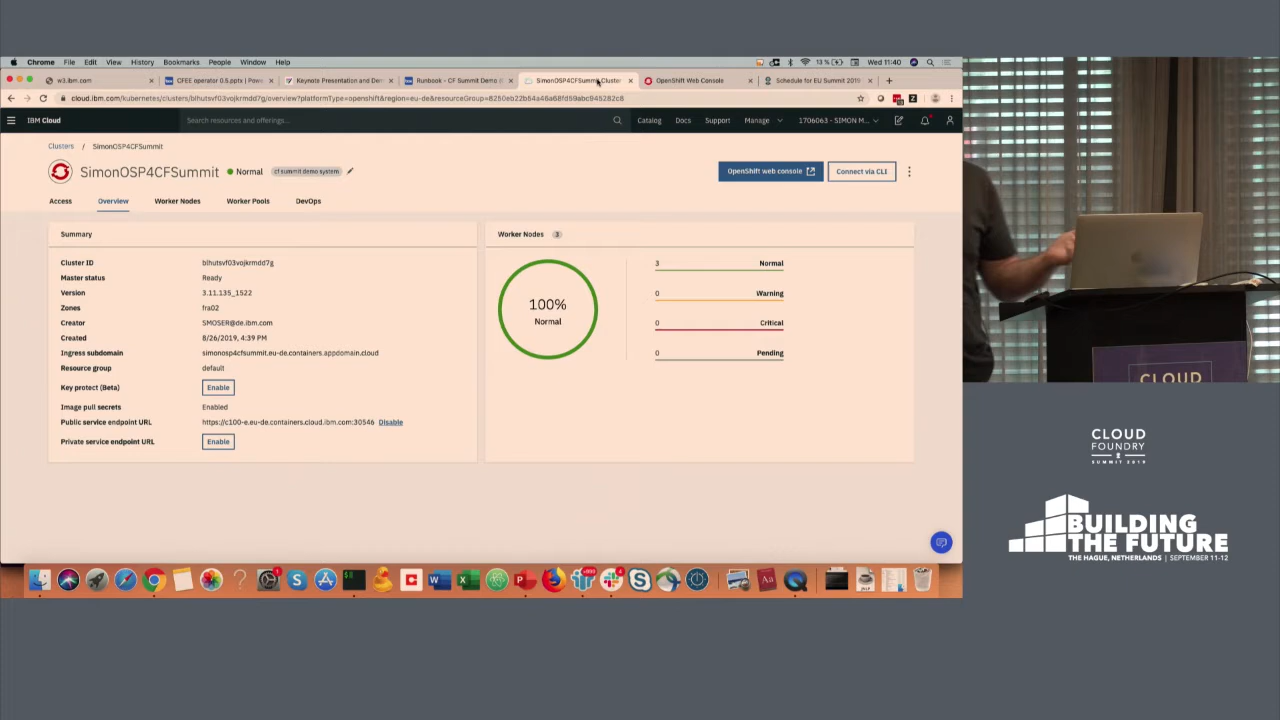 Chrome File Edit View History Bookmarks People Window Help 13 % Wed 11:40
w3.ibm.com CFEE operator 0.5.pptx | Pow Keynote Presentation and Dem Runbook - CF Summit Demo SimonOSP4CFSummit Cluster OpenShift Web Console Schedule for EU Summit 2019
IBM Cloud Search resources and offerings... Catalog Docs Support Manage 1706063 - SIMON M...
Clusters / SimonOSP4CFSummit
SimonOSP4CFSummit Normal cf summit demo system OpenShift web console Connect via CLI
Access Overview Worker Nodes Worker Pools DevOps
Summary
Cluster ID blhutsvf03vojkrmdd7g
Master status Ready
Version 3.11.135_1522
Zones fra02
Creator SMOSER@de.ibm.com
Created 8/26/2019, 4:39 PM
Ingress subdomain simonosp4cfsummit.eu-de.containers.appdomain.cloud
Resource group default
Key protect (Beta) Enable
Image pull secrets Enabled
Public service endpoint URL https://c100-e.eu-de.containers.cloud.ibm.com:30546 Disable
Private service endpoint URL Enable
Worker Nodes 3
100%
Normal
3 Normal
0 Warning
0 Critical
0 Pending
CLOUD
CLOUD
FOUNDRY
SUMMIT 2019
BUILDING
THE FUTURE
THE HAGUE, NETHERLANDS | SEPTEMBER 11-12